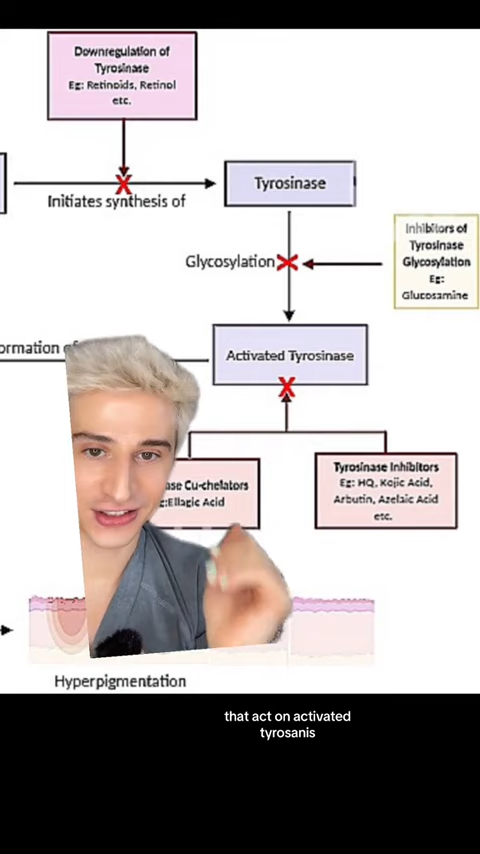 Downregulation of
Tyrosinase
Eg: Retinoids, Retinol
etc.
Initiates synthesis of
Tyrosinase
Glycosylation
Inhibitors of
Tyrosinase
Glycosylation
Eg:
Glucosamine
ormation of
Activated Tyrosinase
ase Cu-chelators
g:Ellagic Acid
Tyrosinase Inhibitors
Eg: HQ, Kojic Acid,
Arbutin, Azelaic Acid
etc.
Hyperpigmentation
that act on activated
tyrosanis